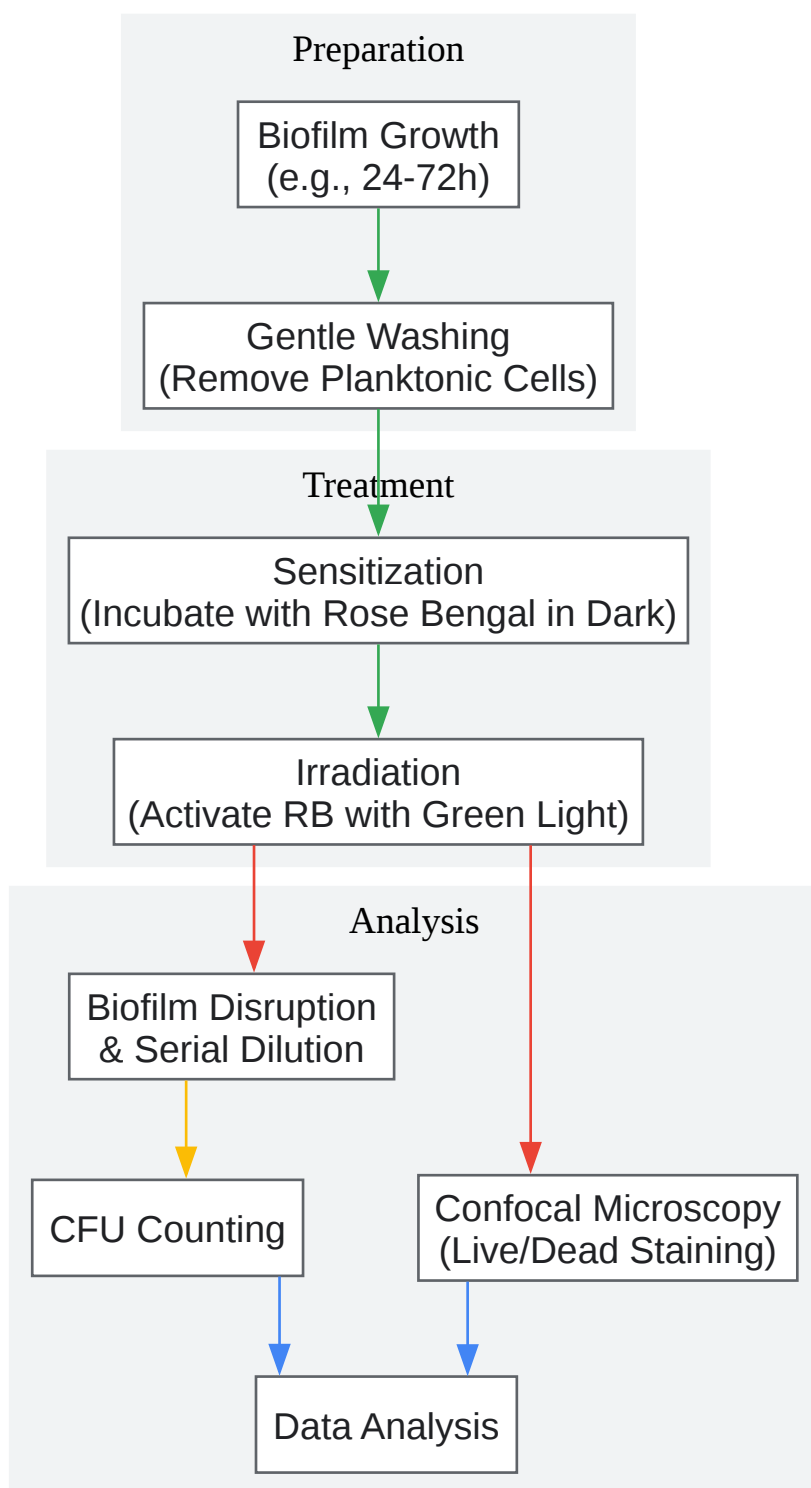 Preparation
Biofilm Growth
(e.g., 24-72h)
Gentle Washing
(Remove Planktonic Cells)
Treatment
Sensitization
(Incubate with Rose Bengal in Dark)
Irradiation
(Activate RB with Green Light)
Analysis
Biofilm Disruption
& Serial Dilution
CFU Counting
Confocal Microscopy
(Live/Dead Staining)
Data Analysis